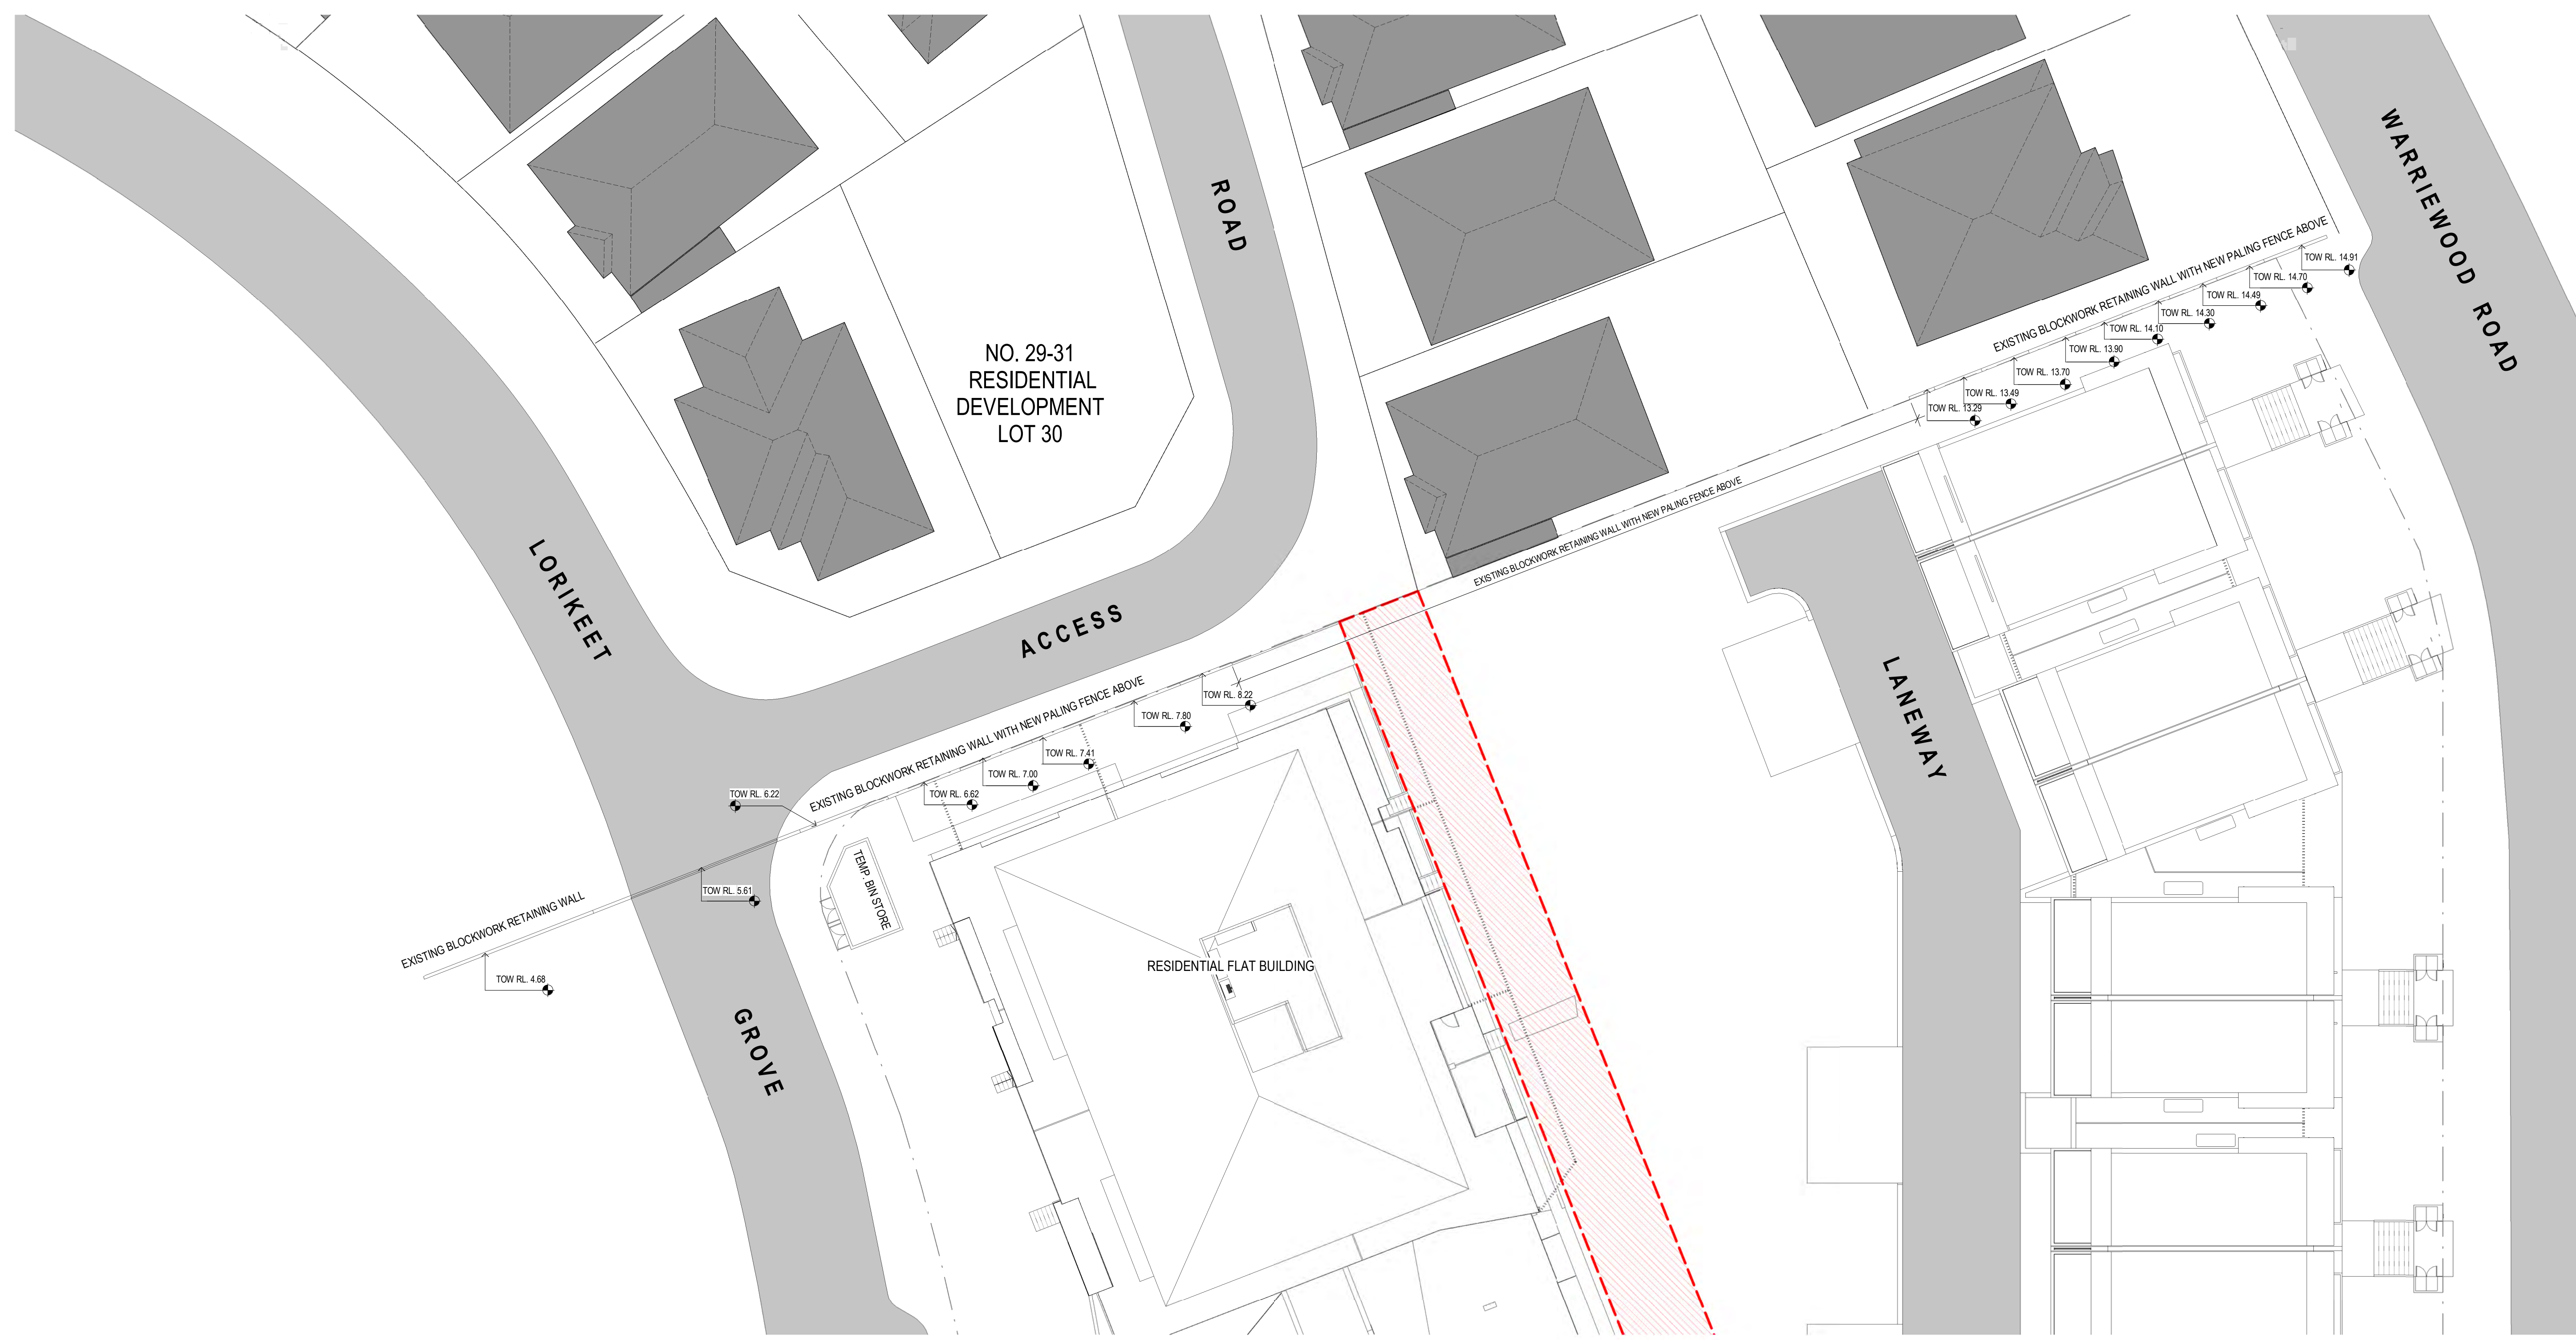 WARRIEWOOD ROAD
ROAD
EXISTING BLOCKWORK RETAINING WALL WITH NEW PALING FENCE ABOVE
TOW RL. 14.91
TOW RL. 14.70
TOW RL. 14.49
TOW RL. 14.30
TOW RL. 14.10
TOW RL. 13.90
TOW RL. 13.70
TOW RL. 13.49
TOW RL. 13.29
NO. 29-31
RESIDENTIAL
DEVELOPMENT
LOT 30
EXISTING BLOCKWORK RETAINING WALL WITH NEW PALING FENCE ABOVE
LORIKEET
ACCESS
LANEWAY
EXISTING BLOCKWORK RETAINING WALL WITH NEW PALING FENCE ABOVE
TOW RL. 8.22
TOW RL. 7.80
TOW RL. 7.41
TOW RL. 7.00
TOW RL. 6.62
TOW RL. 6.22
TOW RL. 5.61
TEMP. BIN STORE
EXISTING BLOCKWORK RETAINING WALL
TOW RL. 4.68
RESIDENTIAL FLAT BUILDING
GROVE